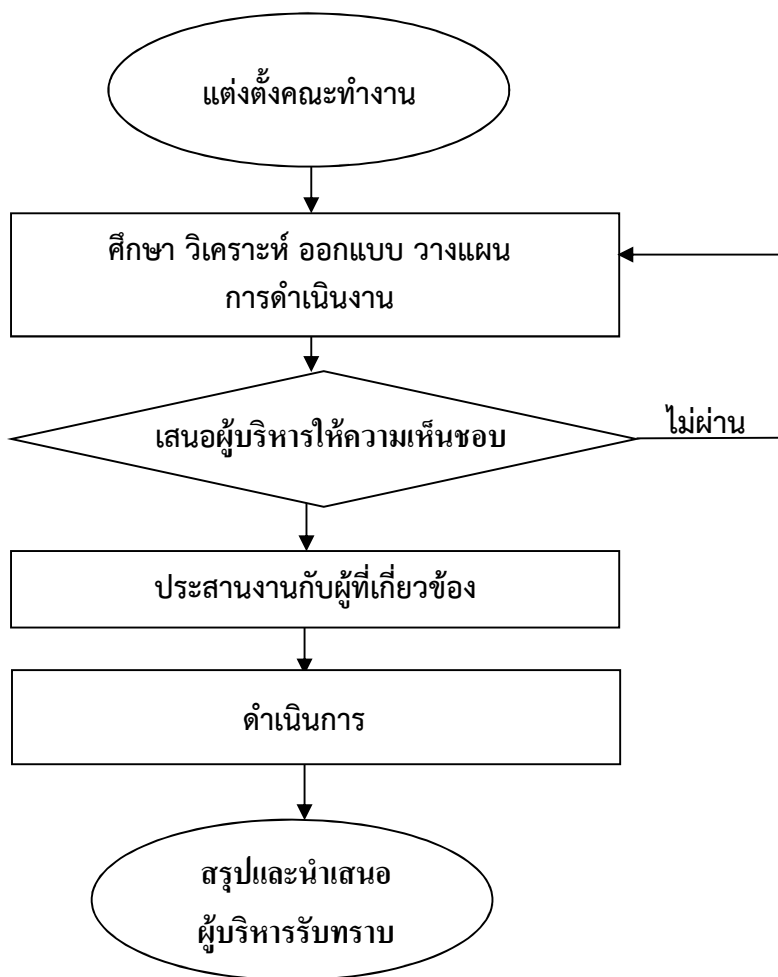 แต่งตั้งคณะทำงาน
ศึกษา วิเคราะห์ ออกแบบ วางแผน
การดำเนินงาน
เสนอผู้บริหารให้ความเห็นชอบ
ไม่ผ่าน
ประสานงานกับผู้ที่เกี่ยวข้อง
ดำเนินการ
สรุปและนำเสนอ
ผู้บริหารรับทราบ